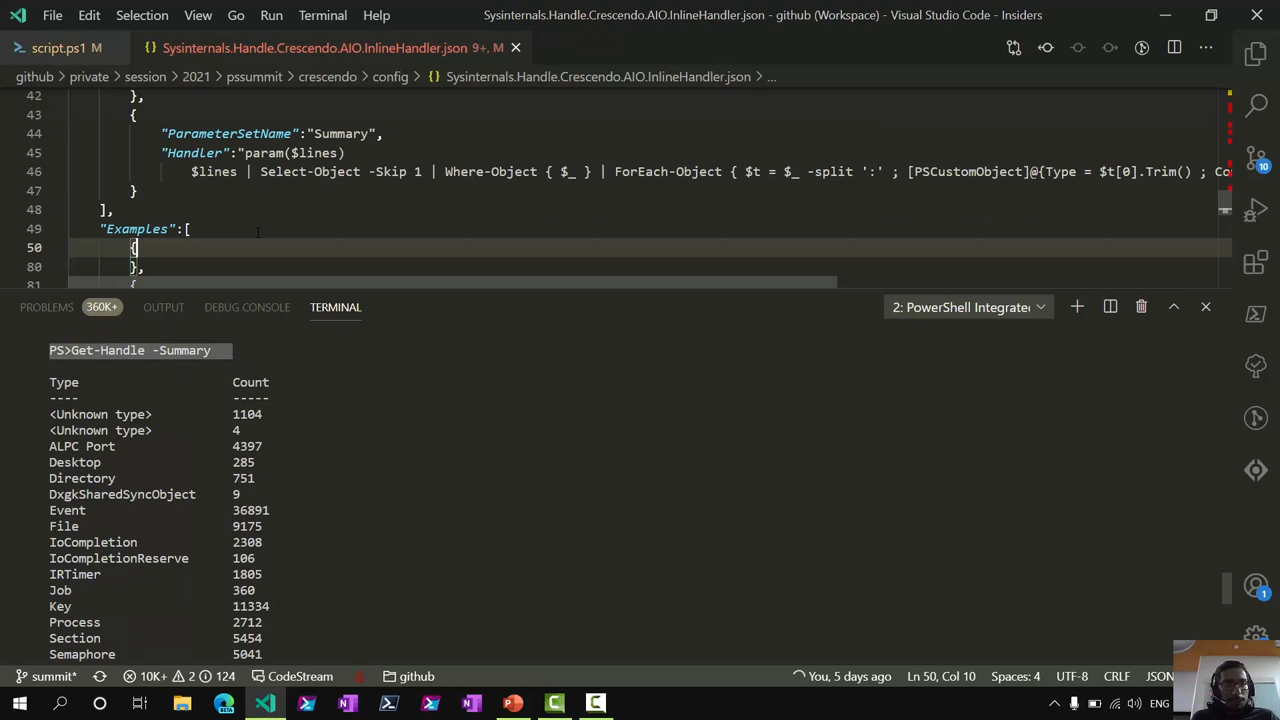 File Edit Selection View Go Run Terminal Help
Sysinternals.Handle.Crescendo.AIO.InlineHandler.json - github (Workspace) - Visual Studio Code - Insiders
script.ps1 M
Sysinternals.Handle.Crescendo.AIO.InlineHandler.json 9+, M
github > private > session > 2021 > pssummit > crescendo > config > {} Sysinternals.Handle.Crescendo.AIO.InlineHandler.json > ...
42 },
43 {
44 "ParameterSetName":"Summary",
45 "Handler":"param($lines)
46 $lines | Select-Object -Skip 1 | Where-Object { $_ } | ForEach-Object { $t = $_ -split ':' ; [PSCustomObject]@{Type = $t[0].Trim() ; Co
47 }
48 ],
49 "Examples":[
50 {
80 },
81 {
PROBLEMS 360K+ OUTPUT DEBUG CONSOLE TERMINAL
2: PowerShell Integrate
PS>Get-Handle -Summary
Type Count
---- -----
<Unknown type> 1104
<Unknown type> 4
ALPC Port 4397
Desktop 285
Directory 751
DxgkSharedSyncObject 9
Event 36891
File 9175
IoCompletion 2308
IoCompletionReserve 106
IRTimer 1805
Job 360
Key 11334
Process 2712
Section 5454
Semaphore 5041
10
1
summit* 10K+ 2 124 CodeStream github You, 5 days ago Ln 50, Col 10 Spaces: 4 UTF-8 CRLF JSON
BETA
ENG